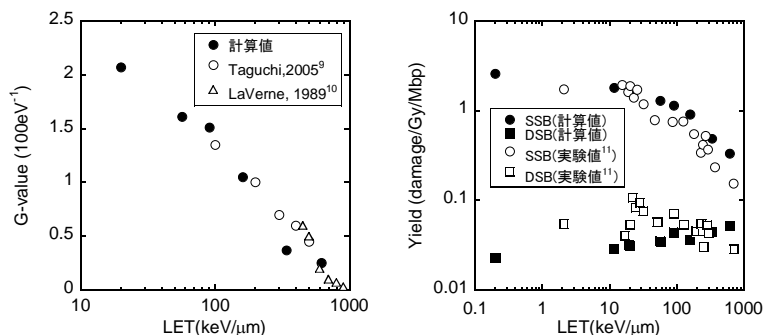 2.5
2
1.5
1
0.5
0
10
100
1000
G-value (100eV⁻¹)
LET(keV/μm)
計算値
Taguchi,2005⁹
LaVerne, 1989¹⁰
10
1
0.1
0.01
0.1
1
10
100
1000
Yield (damage/Gy/Mbp)
LET(keV/μm)
SSB(計算値)
DSB(計算値)
SSB(実験値¹¹)
DSB(実験値¹¹)